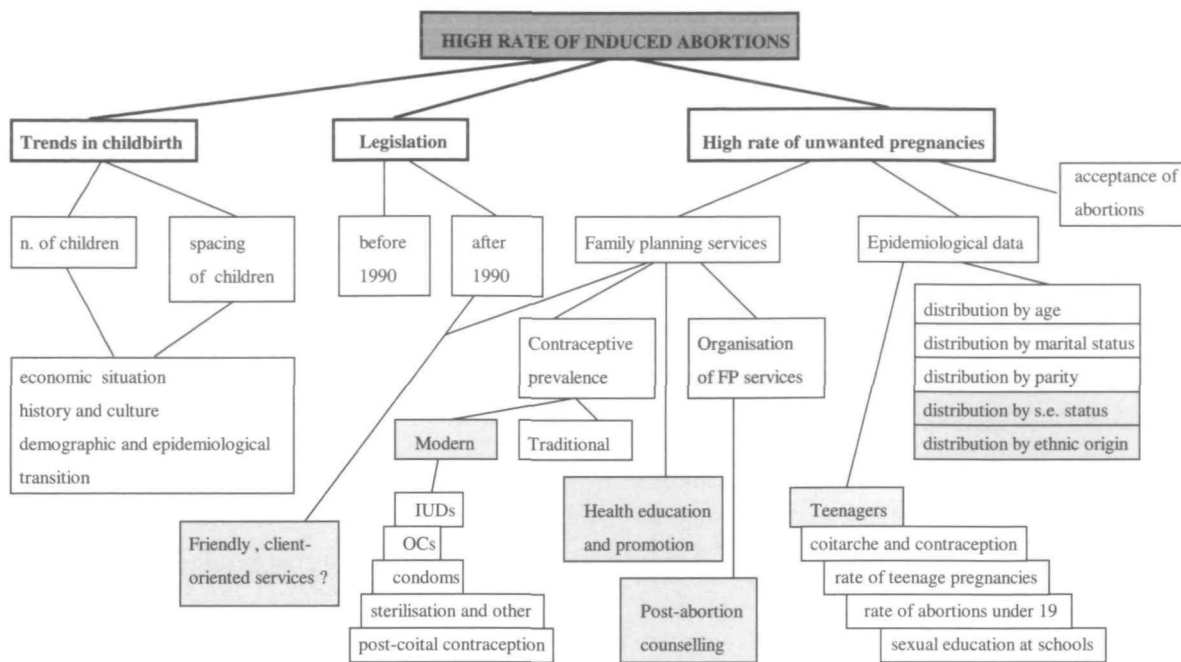 HIGH RATE OF INDUCED ABORTIONS
Trends in childbirth
Legislation
High rate of unwanted pregnancies
acceptance of
abortions
n. of children
spacing
of children
before
1990
after
1990
Family planning services
Epidemiological data
economic situation
history and culture
demographic and epidemiological
transition
Contraceptive
prevalence
Organisation
of FP services
distribution by age
distribution by marital status
distribution by parity
distribution by s.e. status
distribution by ethnic origin
Modern
Traditional
IUDs
OCs
condoms
sterilisation and other
post-coital contraception
Friendly , client-
oriented services ?
Health education
and promotion
Post-abortion
counselling
Teenagers
coitarche and contraception
rate of teenage pregnancies
rate of abortions under 19
sexual education at schools